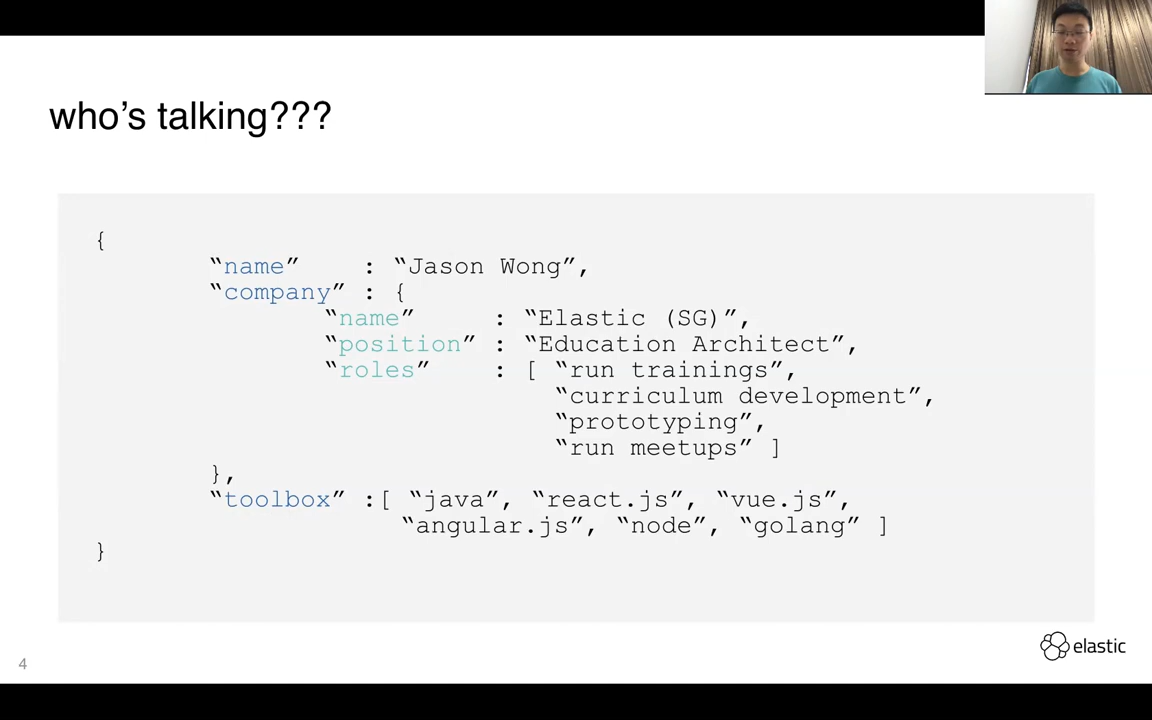 who’s talking???
{
“name” : “Jason Wong”,
“company” : {
“name” : “Elastic (SG)”,
“position” : “Education Architect”,
“roles” : [ “run trainings”,
“curriculum development”,
“prototyping”,
“run meetups” ]
},
“toolbox” :[ “java”, “react.js”, “vue.js”,
“angular.js”, “node”, “golang” ]
}
elastic
4